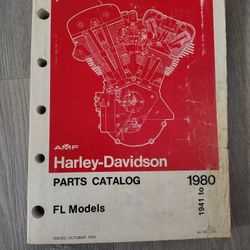 AMF
Harley-Davidson
PARTS CATALOG
1941 to 1980
FL Models
ISSUED OCTOBER 1979